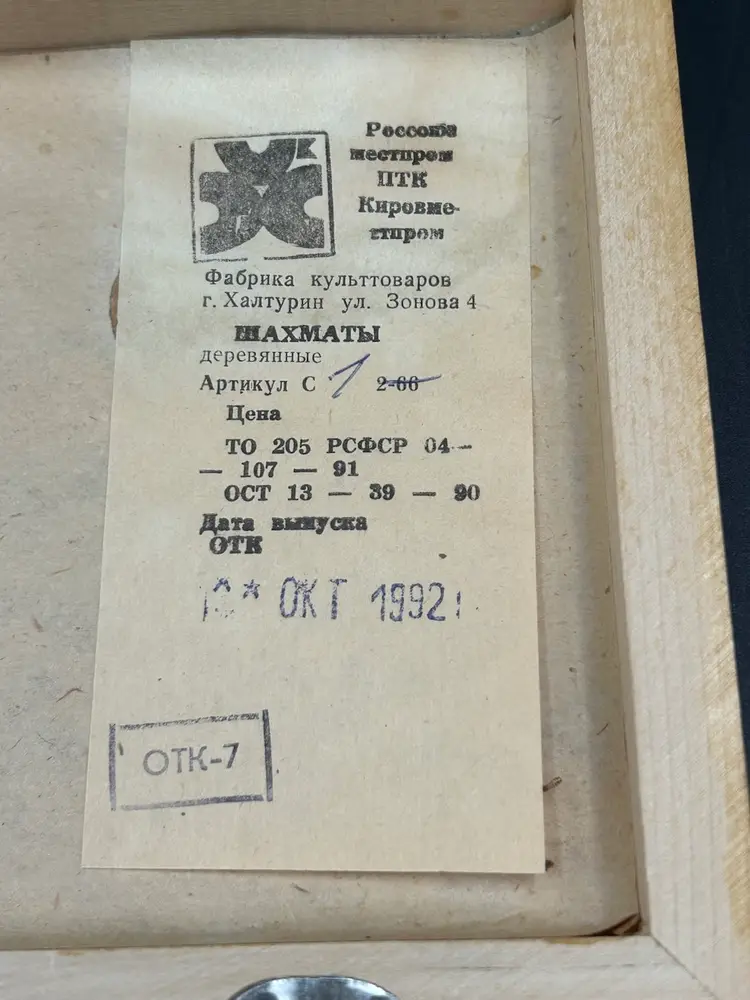 местпром
ПТК
Кировме-
стпром
Фабрика культтоваров
г. Халтурин ул. Зонова 4
ШАХМАТЫ
деревянные
Артикул С 1 2-66
Цена
ТО 205 РСФСР 04 —
— 107 — 91
ОСТ 13 — 39 — 90
Дата выпуска
ОТК
ОКТ 1992
ОТК-7